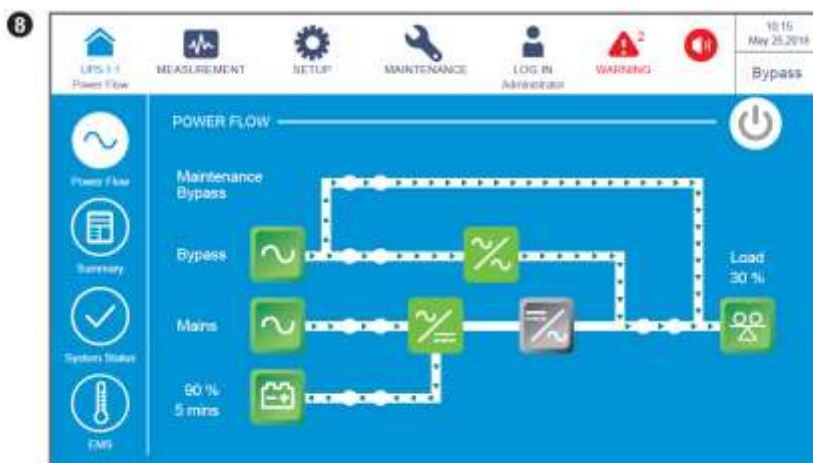 8
UPS-1-1
Power Flow
MEASUREMENT
SETUP
MAINTENANCE
LOG IN
Administrator
2
WARNING
10:15
May 25,2018
Bypass
POWER FLOW
Power Flow
Maintenance
Bypass
Bypass
Summary
Load
30 %
Mains
System Status
90 %
5 mins
EMS